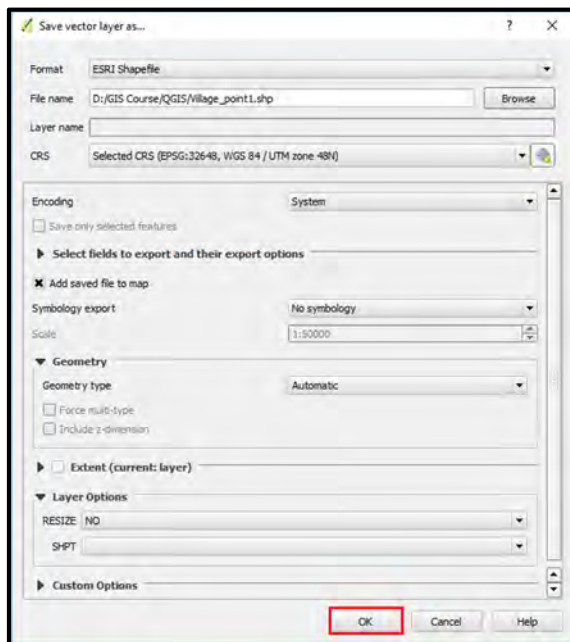 Save vector layer as...
Format ESRI Shapefile
File name D:/GIS Course/QGIS/Village_point1.shp Browse
Layer name
CRS Selected CRS (EPSG:32648, WGS 84 / UTM zone 48N)
Encoding System
Save only selected features
Select fields to export and their export options
Add saved file to map
Symbology export No symbology
Scale 1:50000
Geometry
Geometry type Automatic
Force multi-type
Include z-dimension
Extent (current: layer)
Layer Options
RESIZE NO
SHPT
Custom Options
OK Cancel Help